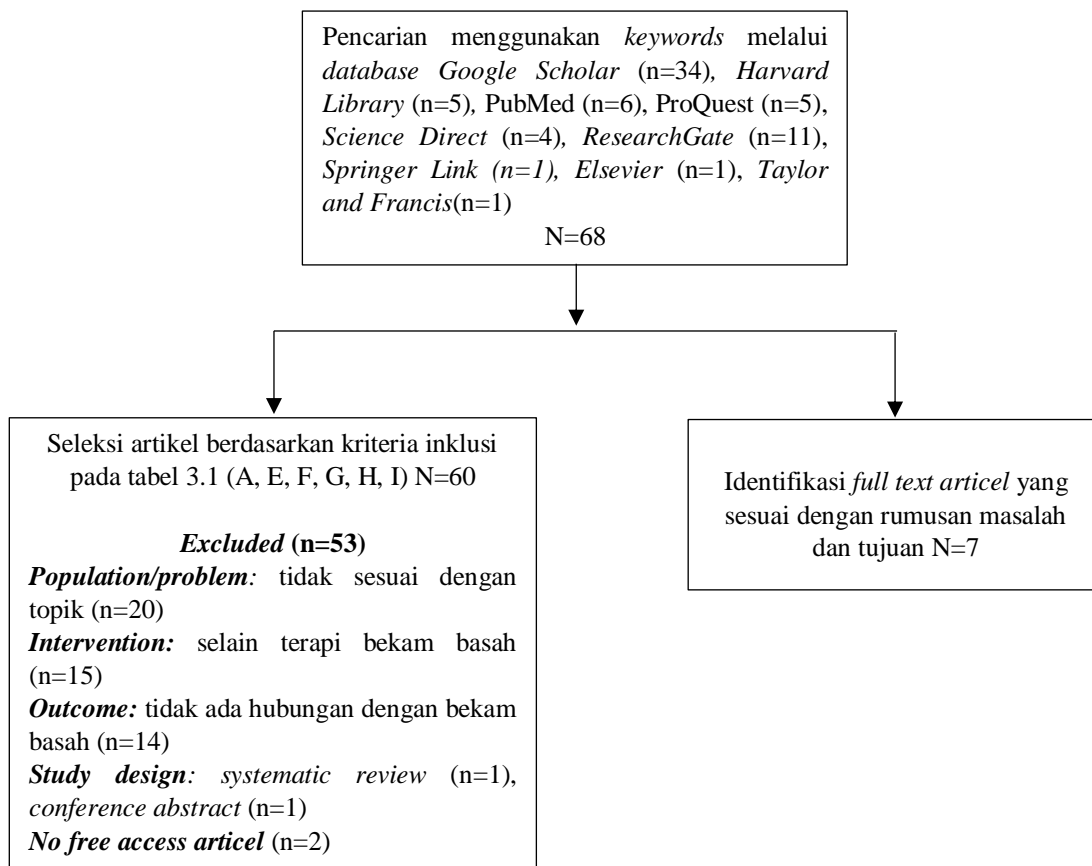 Pencarian menggunakan keywords melalui
database Google Scholar (n=34), Harvard
Library (n=5), PubMed (n=6), ProQuest (n=5),
Science Direct (n=4), ResearchGate (n=11),
Springer Link (n=1), Elsevier (n=1), Taylor
and Francis(n=1)
N=68
Seleksi artikel berdasarkan kriteria inklusi
pada tabel 3.1 (A, E, F, G, H, I) N=60
Excluded (n=53)
Population/problem: tidak sesuai dengan
topik (n=20)
Intervention: selain terapi bekam basah
(n=15)
Outcome: tidak ada hubungan dengan bekam
basah (n=14)
Study design: systematic review (n=1),
conference abstract (n=1)
No free access articel (n=2)
Identifikasi full text articel yang
sesuai dengan rumusan masalah
dan tujuan N=7